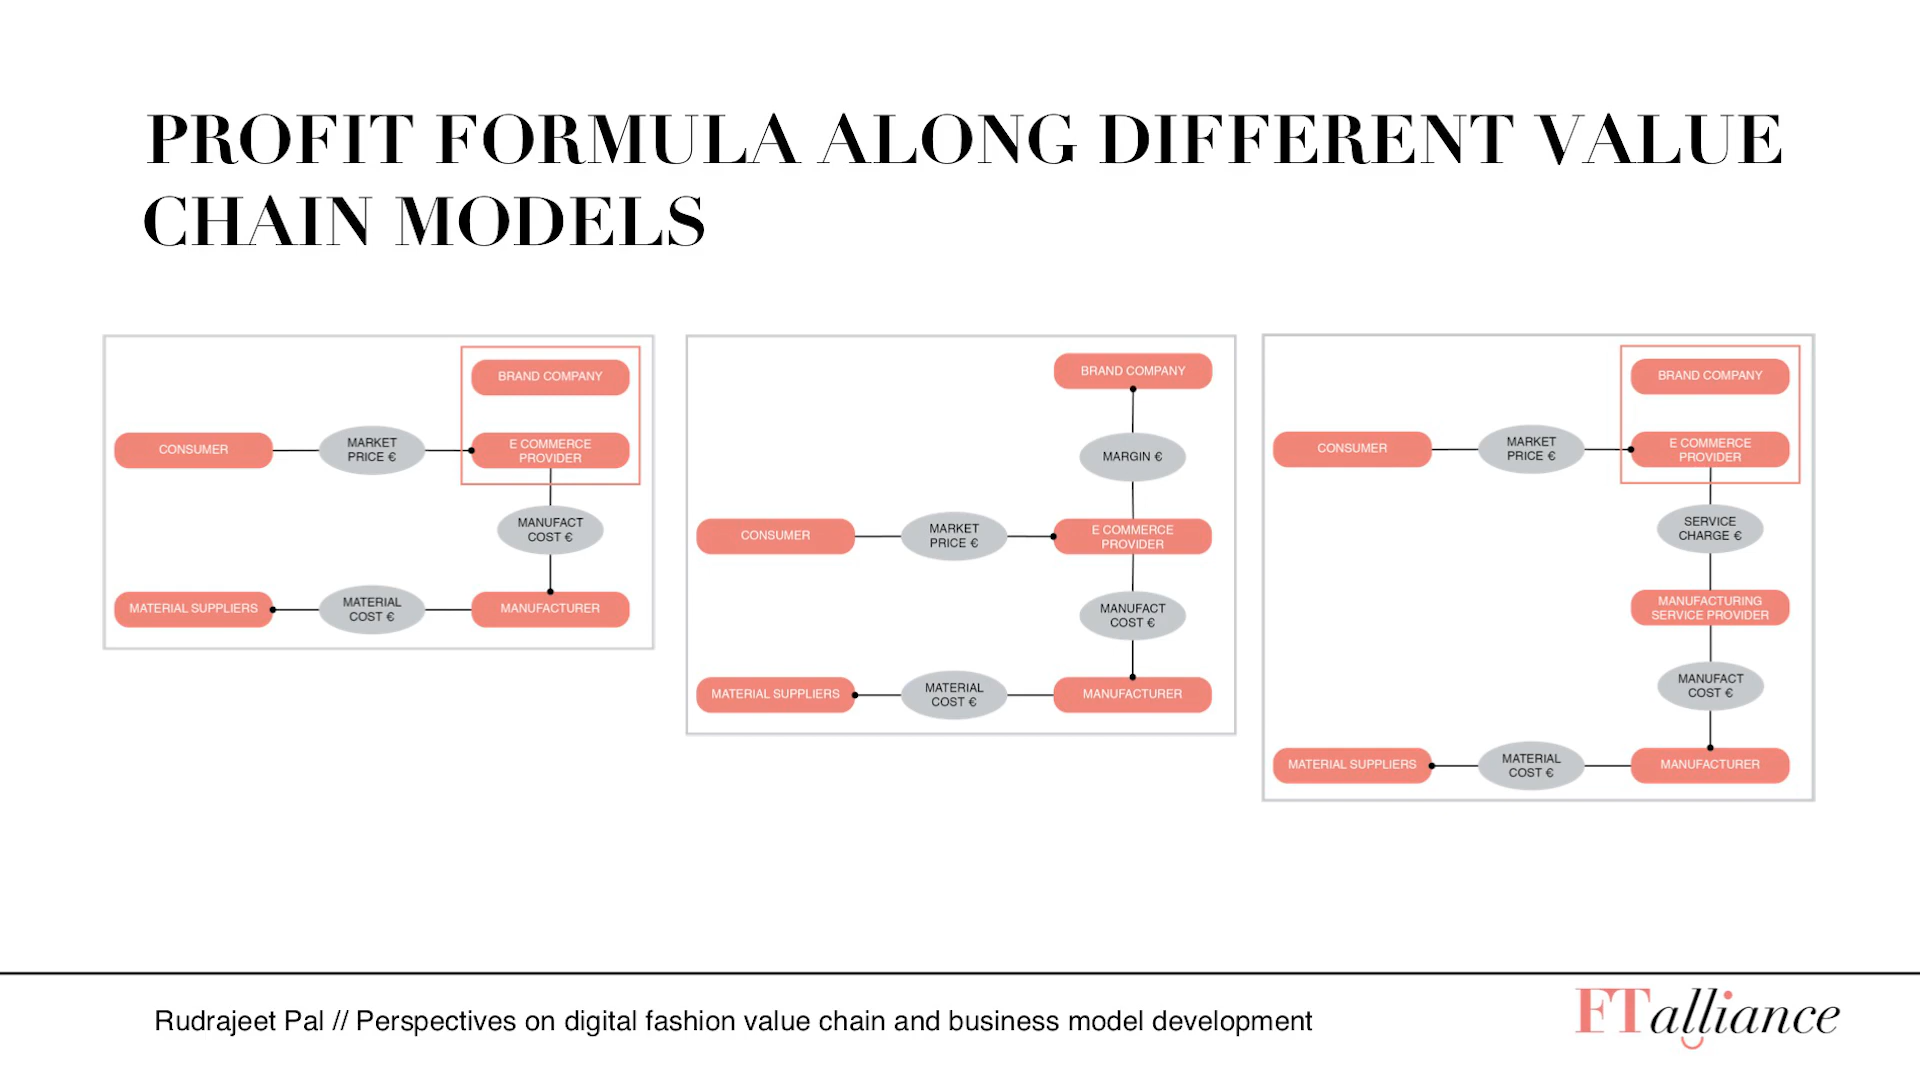 PROFIT FORMULA ALONG DIFFERENT VALUE
CHAIN MODELS
BRAND COMPANY
CONSUMER
MARKET
PRICE €
E COMMERCE
PROVIDER
MANUFACT
COST €
MATERIAL SUPPLIERS
MATERIAL
COST €
MANUFACTURER
BRAND COMPANY
MARGIN €
CONSUMER
MARKET
PRICE €
E COMMERCE
PROVIDER
MANUFACT
COST €
MATERIAL SUPPLIERS
MATERIAL
COST €
MANUFACTURER
BRAND COMPANY
CONSUMER
MARKET
PRICE €
E COMMERCE
PROVIDER
SERVICE
CHARGE €
MANUFACTURING
SERVICE PROVIDER
MANUFACT
COST €
MATERIAL SUPPLIERS
MATERIAL
COST €
MANUFACTURER
Rudrajeet Pal // Perspectives on digital fashion value chain and business model development
FTalliance